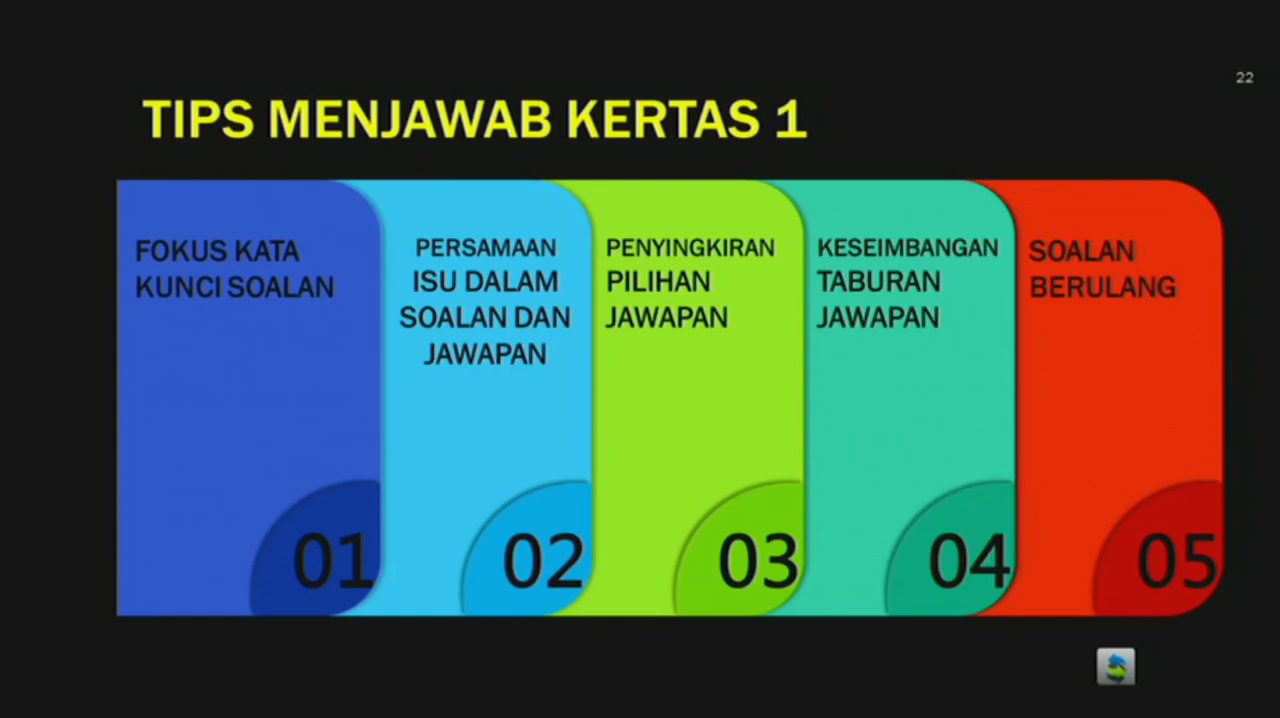 22
TIPS MENJAWAB KERTAS 1
FOKUS KATA
KUNCI SOALAN
01
PERSAMAAN
ISU DALAM
SOALAN DAN
JAWAPAN
02
PENYINGKIRAN
PILIHAN
JAWAPAN
03
KESEIMBANGAN
TABURAN
JAWAPAN
04
SOALAN
BERULANG
05